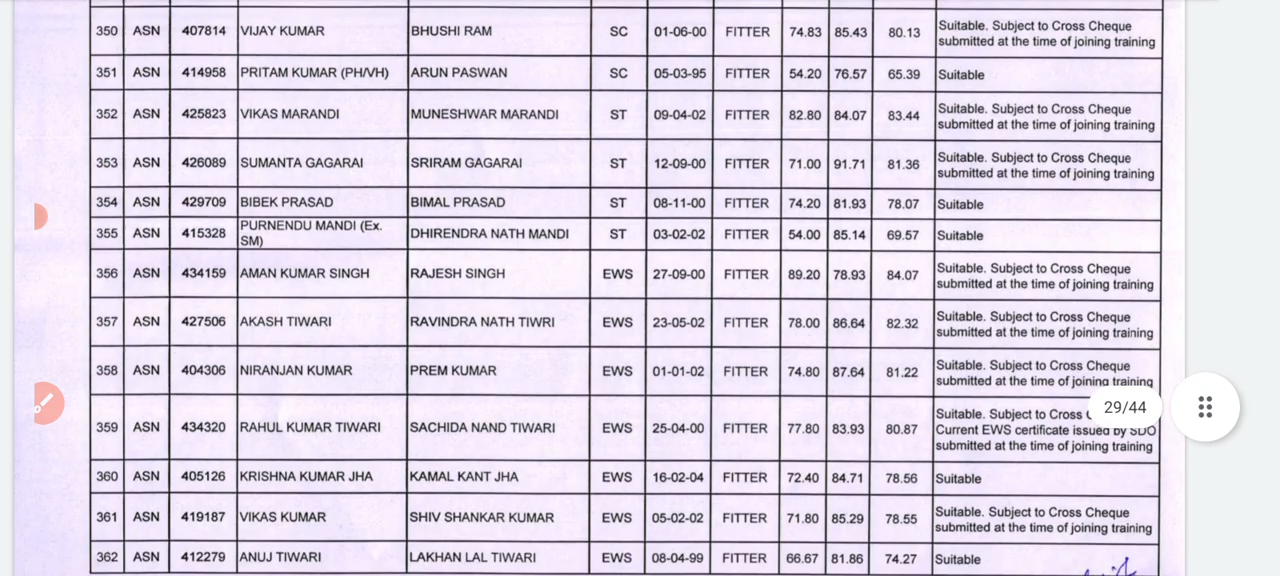 350 ASN 407814 VIJAY KUMAR BHUSHI RAM SC 01-06-00 FITTER 74.83 85.43 80.13 Suitable. Subject to Cross Cheque
submitted at the time of joining training
351 ASN 414958 PRITAM KUMAR (PH/VH) ARUN PASWAN SC 05-03-95 FITTER 54.20 76.57 65.39 Suitable
352 ASN 425823 VIKAS MARANDI MUNESHWAR MARANDI ST 09-04-02 FITTER 82.80 84.07 83.44 Suitable. Subject to Cross Cheque
submitted at the time of joining training
353 ASN 426089 SUMANTA GAGARAI SRIRAM GAGARAI ST 12-09-00 FITTER 71.00 91.71 81.36 Suitable. Subject to Cross Cheque
submitted at the time of joining training
354 ASN 429709 BIBEK PRASAD BIMAL PRASAD ST 08-11-00 FITTER 74.20 81.93 78.07 Suitable
355 ASN 415328 PURNENDU MANDI (Ex.
SM) DHIRENDRA NATH MANDI ST 03-02-02 FITTER 54.00 85.14 69.57 Suitable
356 ASN 434159 AMAN KUMAR SINGH RAJESH SINGH EWS 27-09-00 FITTER 89.20 78.93 84.07 Suitable. Subject to Cross Cheque
submitted at the time of joining training
357 ASN 427506 AKASH TIWARI RAVINDRA NATH TIWRI EWS 23-05-02 FITTER 78.00 86.64 82.32 Suitable. Subject to Cross Cheque
submitted at the time of joining training
358 ASN 404306 NIRANJAN KUMAR PREM KUMAR EWS 01-01-02 FITTER 74.80 87.64 81.22 Suitable. Subject to Cross Cheque
submitted at the time of joining training
29/44
359 ASN 434320 RAHUL KUMAR TIWARI SACHIDA NAND TIWARI EWS 25-04-00 FITTER 77.80 83.93 80.87 Suitable. Subject to
Current EWS certificate issued by SDO
submitted at the time of joining training
360 ASN 405126 KRISHNA KUMAR JHA KAMAL KANT JHA EWS 16-02-04 FITTER 72.40 84.71 78.56 Suitable
361 ASN 419187 VIKAS KUMAR SHIV SHANKAR KUMAR EWS 05-02-02 FITTER 71.80 85.29 78.55 Suitable. Subject to Cross Cheque
submitted at the time of joining training
362 ASN 412279 ANUJ TIWARI LAKHAN LAL TIWARI EWS 08-04-99 FITTER 66.67 81.86 74.27 Suitable